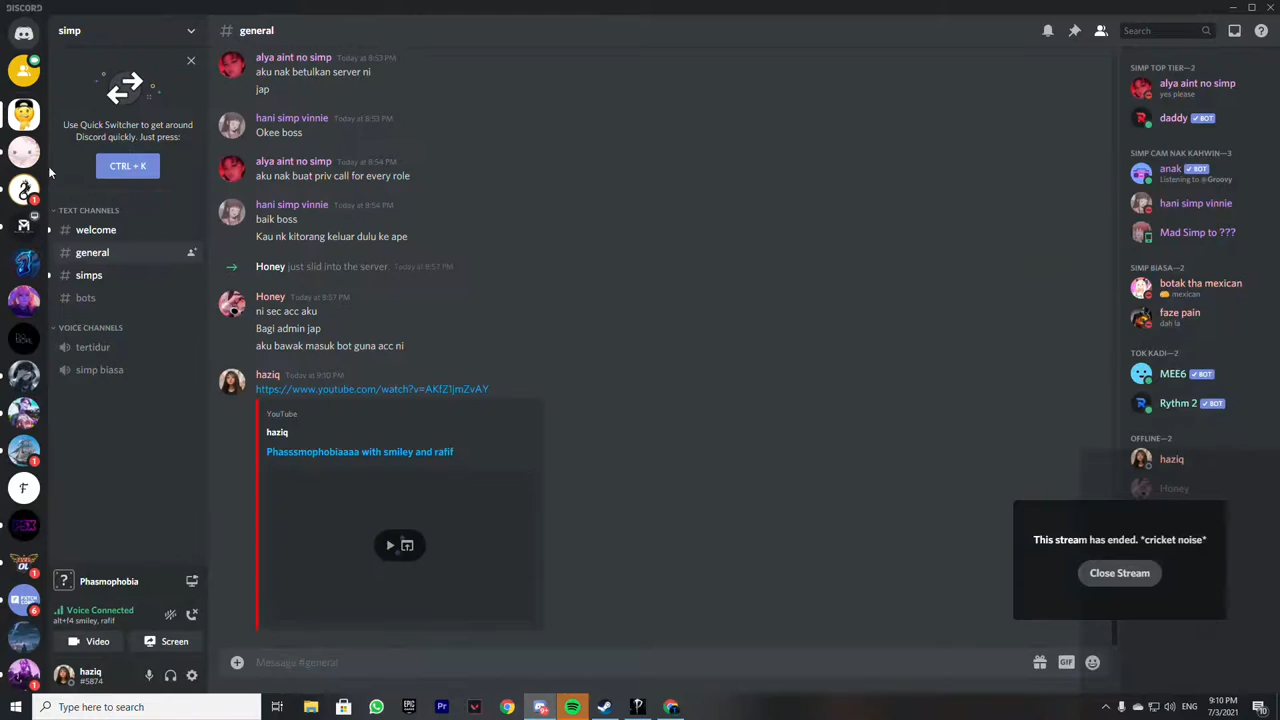 DISCORD
simp
Use Quick Switcher to get around
Discord quickly. Just press:
CTRL + K
TEXT CHANNELS
# welcome
# general
# simps
# bots
VOICE CHANNELS
tertidur
simp biasa
? Phasmophobia
Voice Connected
alt+f4 smiley, rafif
Video
Screen
haziq
#5874
# general
Search
alya aint no simp Today at 8:53 PM
aku nak betulkan server ni
jap
hani simp vinnie Today at 8:53 PM
Okee boss
alya aint no simp Today at 8:54 PM
aku nak buat priv call for every role
hani simp vinnie Today at 8:54 PM
baik boss
Kau nk kitorang keluar dulu ke ape
Honey just slid into the server. Today at 8:57 PM
Honey Today at 8:57 PM
ni sec acc aku
Bagi admin jap
aku bawak masuk bot guna acc ni
haziq Today at 9:10 PM
https://www.youtube.com/watch?v=AKfZ1jmZvAY
YouTube
haziq
Phasssmophobiaaaa with smiley and rafif
Message #general
GIF
SIMP TOP TIER—2
alya aint no simp
yes please
daddy ✓ BOT
SIMP CAM NAK KAHWIN—3
anak ✓ BOT
Listening to Groovy
hani simp vinnie
Mad Simp to ???
SIMP BIASA—2
botak tha mexican
mexican
faze pain
dah la
TOK KADI—2
MEE6 ✓ BOT
Rythm 2 ✓ BOT
OFFLINE—2
haziq
Honey
This stream has ended. *cricket noise*
Close Stream
Type here to search
ENG
9:10 PM
7/3/2021